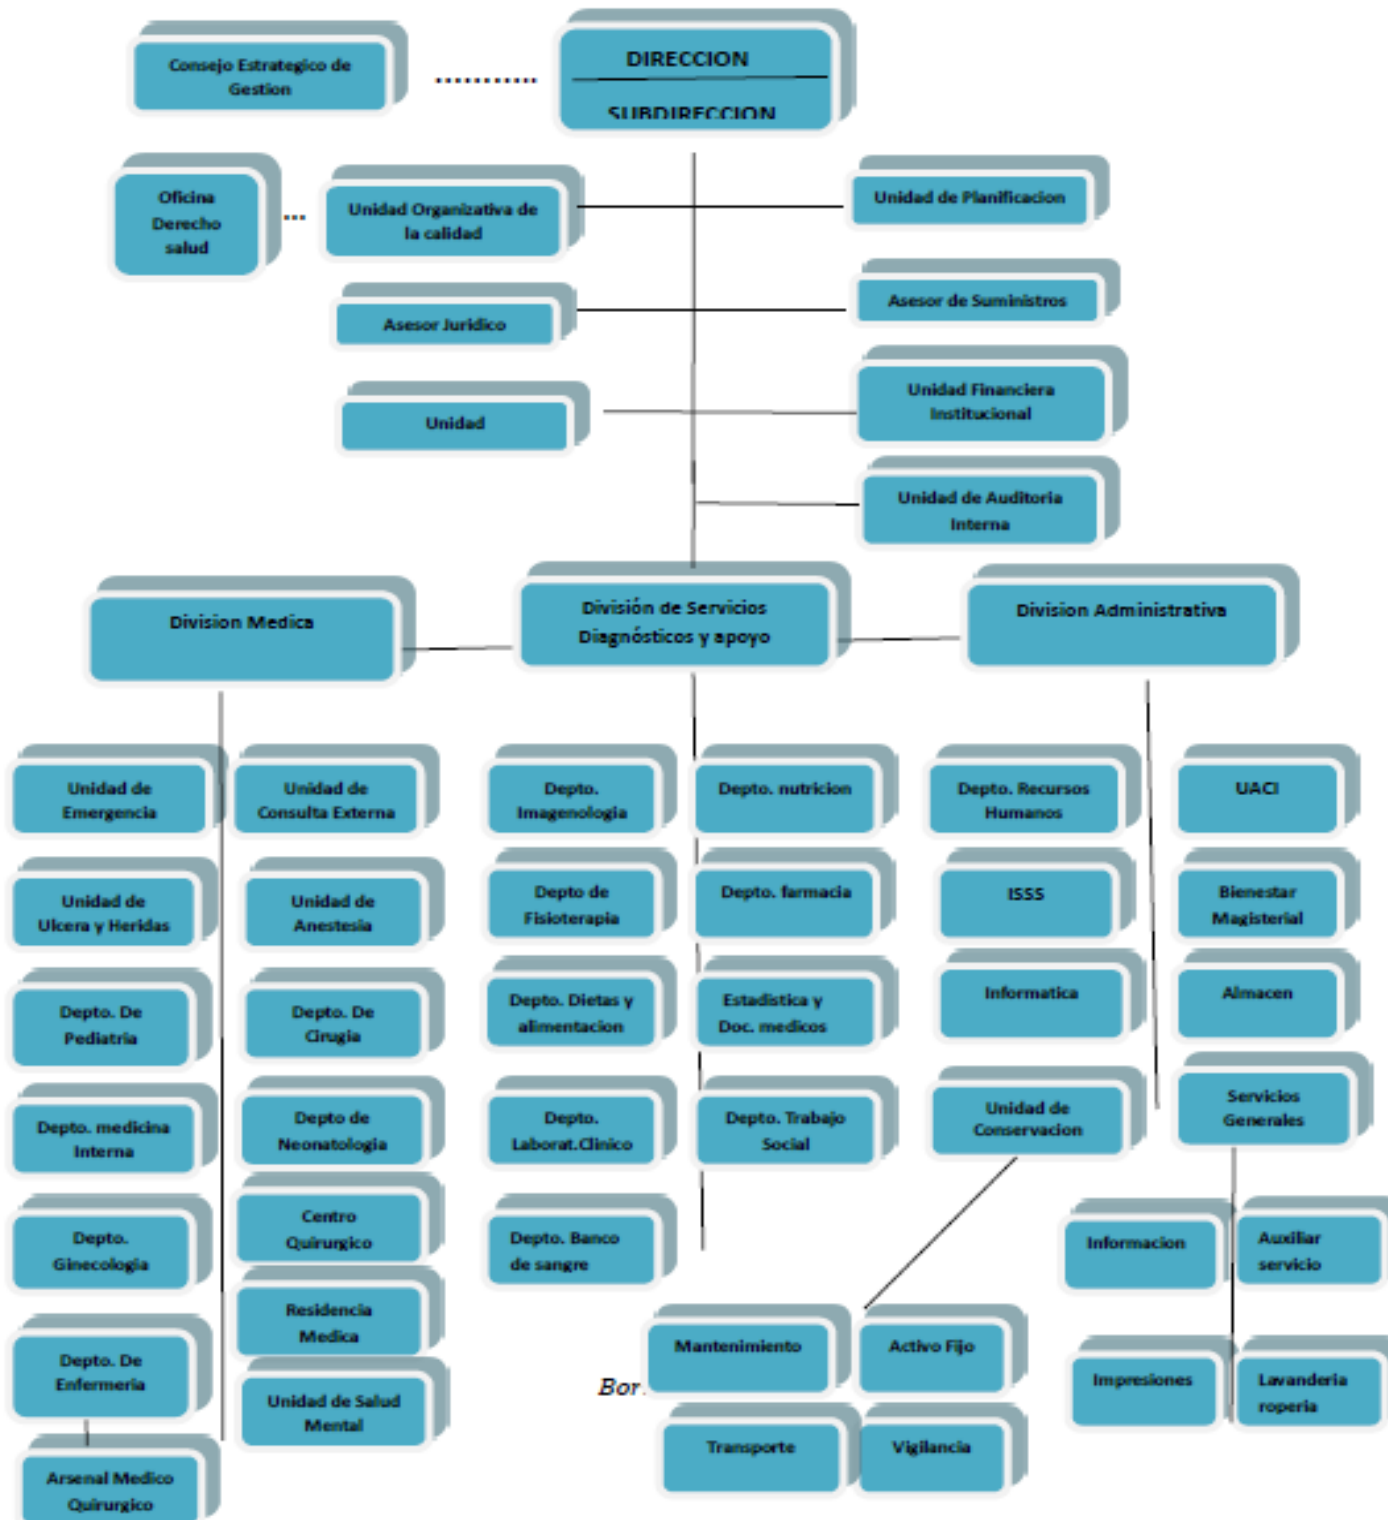 Consejo Estrategico de
Gestion
DIRECCION
SUBDIRECCION
Oficina
Derecho
salud
Unidad Organizativa de
la calidad
Unidad de Planificacion
Asesor Juridico
Asesor de Suministros
Unidad
Unidad Financiera
Institucional
Unidad de Auditoria
Interna
Division Medica
División de Servicios
Diagnósticos y apoyo
Division Administrativa
Unidad de
Emergencia
Unidad de
Consulta Externa
Unidad de
Ulcera y Heridas
Unidad de
Anestesia
Depto. De
Pediatria
Depto. De
Cirugia
Depto. medicina
Interna
Depto de
Neonatologia
Depto.
Ginecologia
Centro
Quirurgico
Residencia
Medica
Depto. De
Enfermeria
Unidad de Salud
Mental
Arsenal Medico
Quirurgico
Depto.
Imagenologia
Depto. nutricion
Depto de
Fisioterapia
Depto. farmacia
Depto. Dietas y
alimentacion
Estadistica y
Doc. medicos
Depto.
Laborat.Clinico
Depto. Trabajo
Social
Depto. Banco
de sangre
Depto. Recursos
Humanos
UACI
ISSS
Bienestar
Magisterial
Informatica
Almacen
Unidad de
Conservacion
Servicios
Generales
Mantenimiento
Activo Fijo
Transporte
Vigilancia
Informacion
Auxiliar
servicio
Impresiones
Lavanderia
roperia
Bor